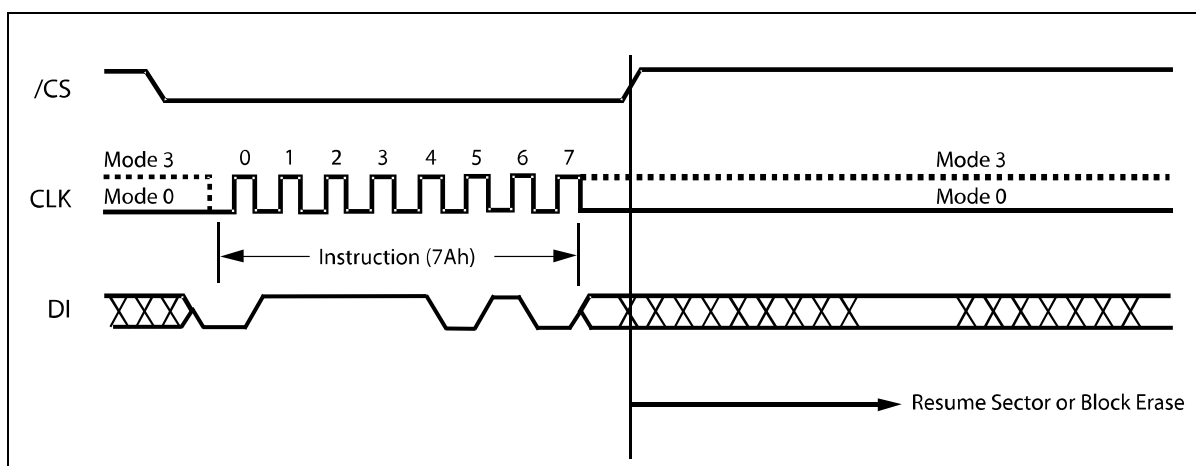 /CS
Mode 3
0 1 2 3 4 5 6 7
Mode 3
CLK
Mode 0
Mode 0
Instruction (7Ah)
DI
Resume Sector or Block Erase